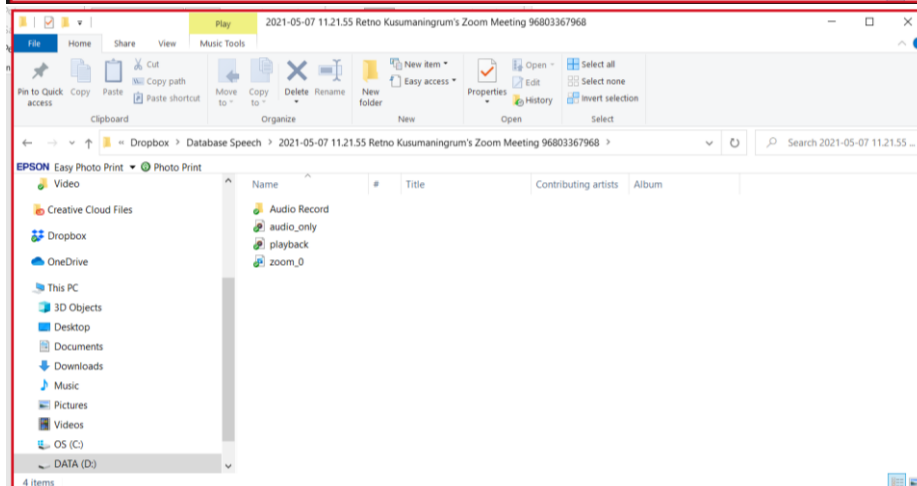 Play
2021-05-07 11.21.55 Retno Kusumaningrum's Zoom Meeting 96803367968
File Home Share View Music Tools
Pin to Quick access
Copy
Paste
Cut
Copy path
Paste shortcut
Clipboard
Move to
Copy to
Delete
Rename
Organize
New folder
New item
Easy access
New
Properties
Open
Edit
History
Open
Select all
Select none
Invert selection
Select
« Dropbox > Database Speech > 2021-05-07 11.21.55 Retno Kusumaningrum's Zoom Meeting 96803367968 >
Search 2021-05-07 11.21.55 ...
EPSON Easy Photo Print Photo Print
Name # Title Contributing artists Album
Video
Creative Cloud Files
Dropbox
OneDrive
This PC
3D Objects
Desktop
Documents
Downloads
Music
Pictures
Videos
OS (C:)
DATA (D:)
Audio Record
audio_only
playback
zoom_0
4 items